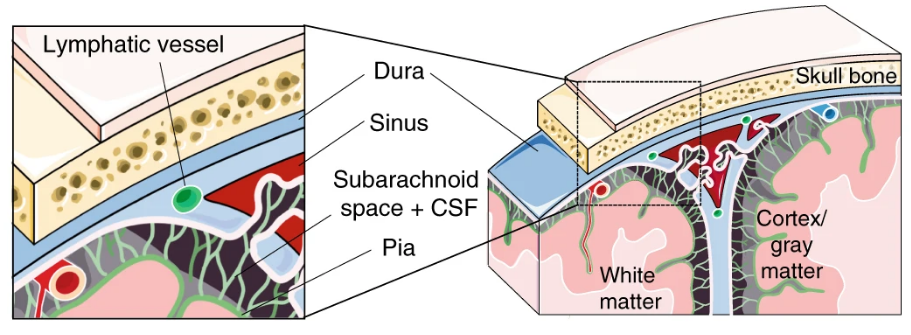 Lymphatic vessel
Dura
Sinus
Subarachnoid
space + CSF
Pia
Skull bone
Cortex/
gray
matter
White
matter